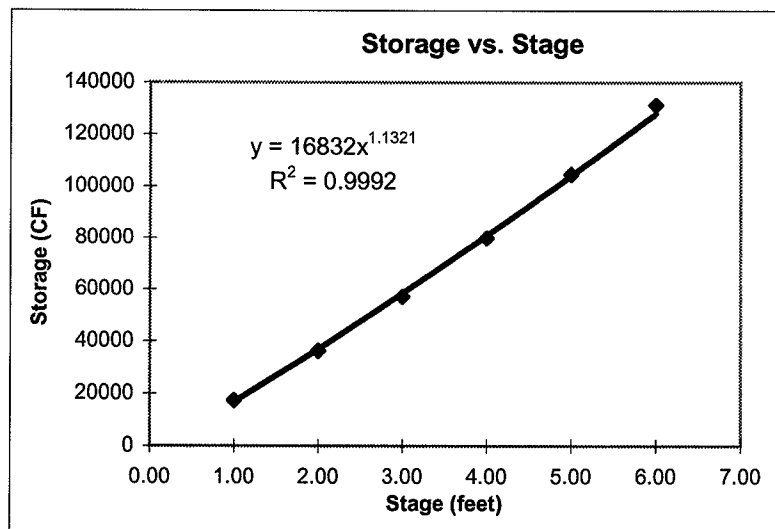 Storage vs. Stage
140000
120000
100000
80000
60000
40000
20000
0
Storage (CF)
y = 16832x^1.1321
R² = 0.9992
0.00 1.00 2.00 3.00 4.00 5.00 6.00 7.00
Stage (feet)